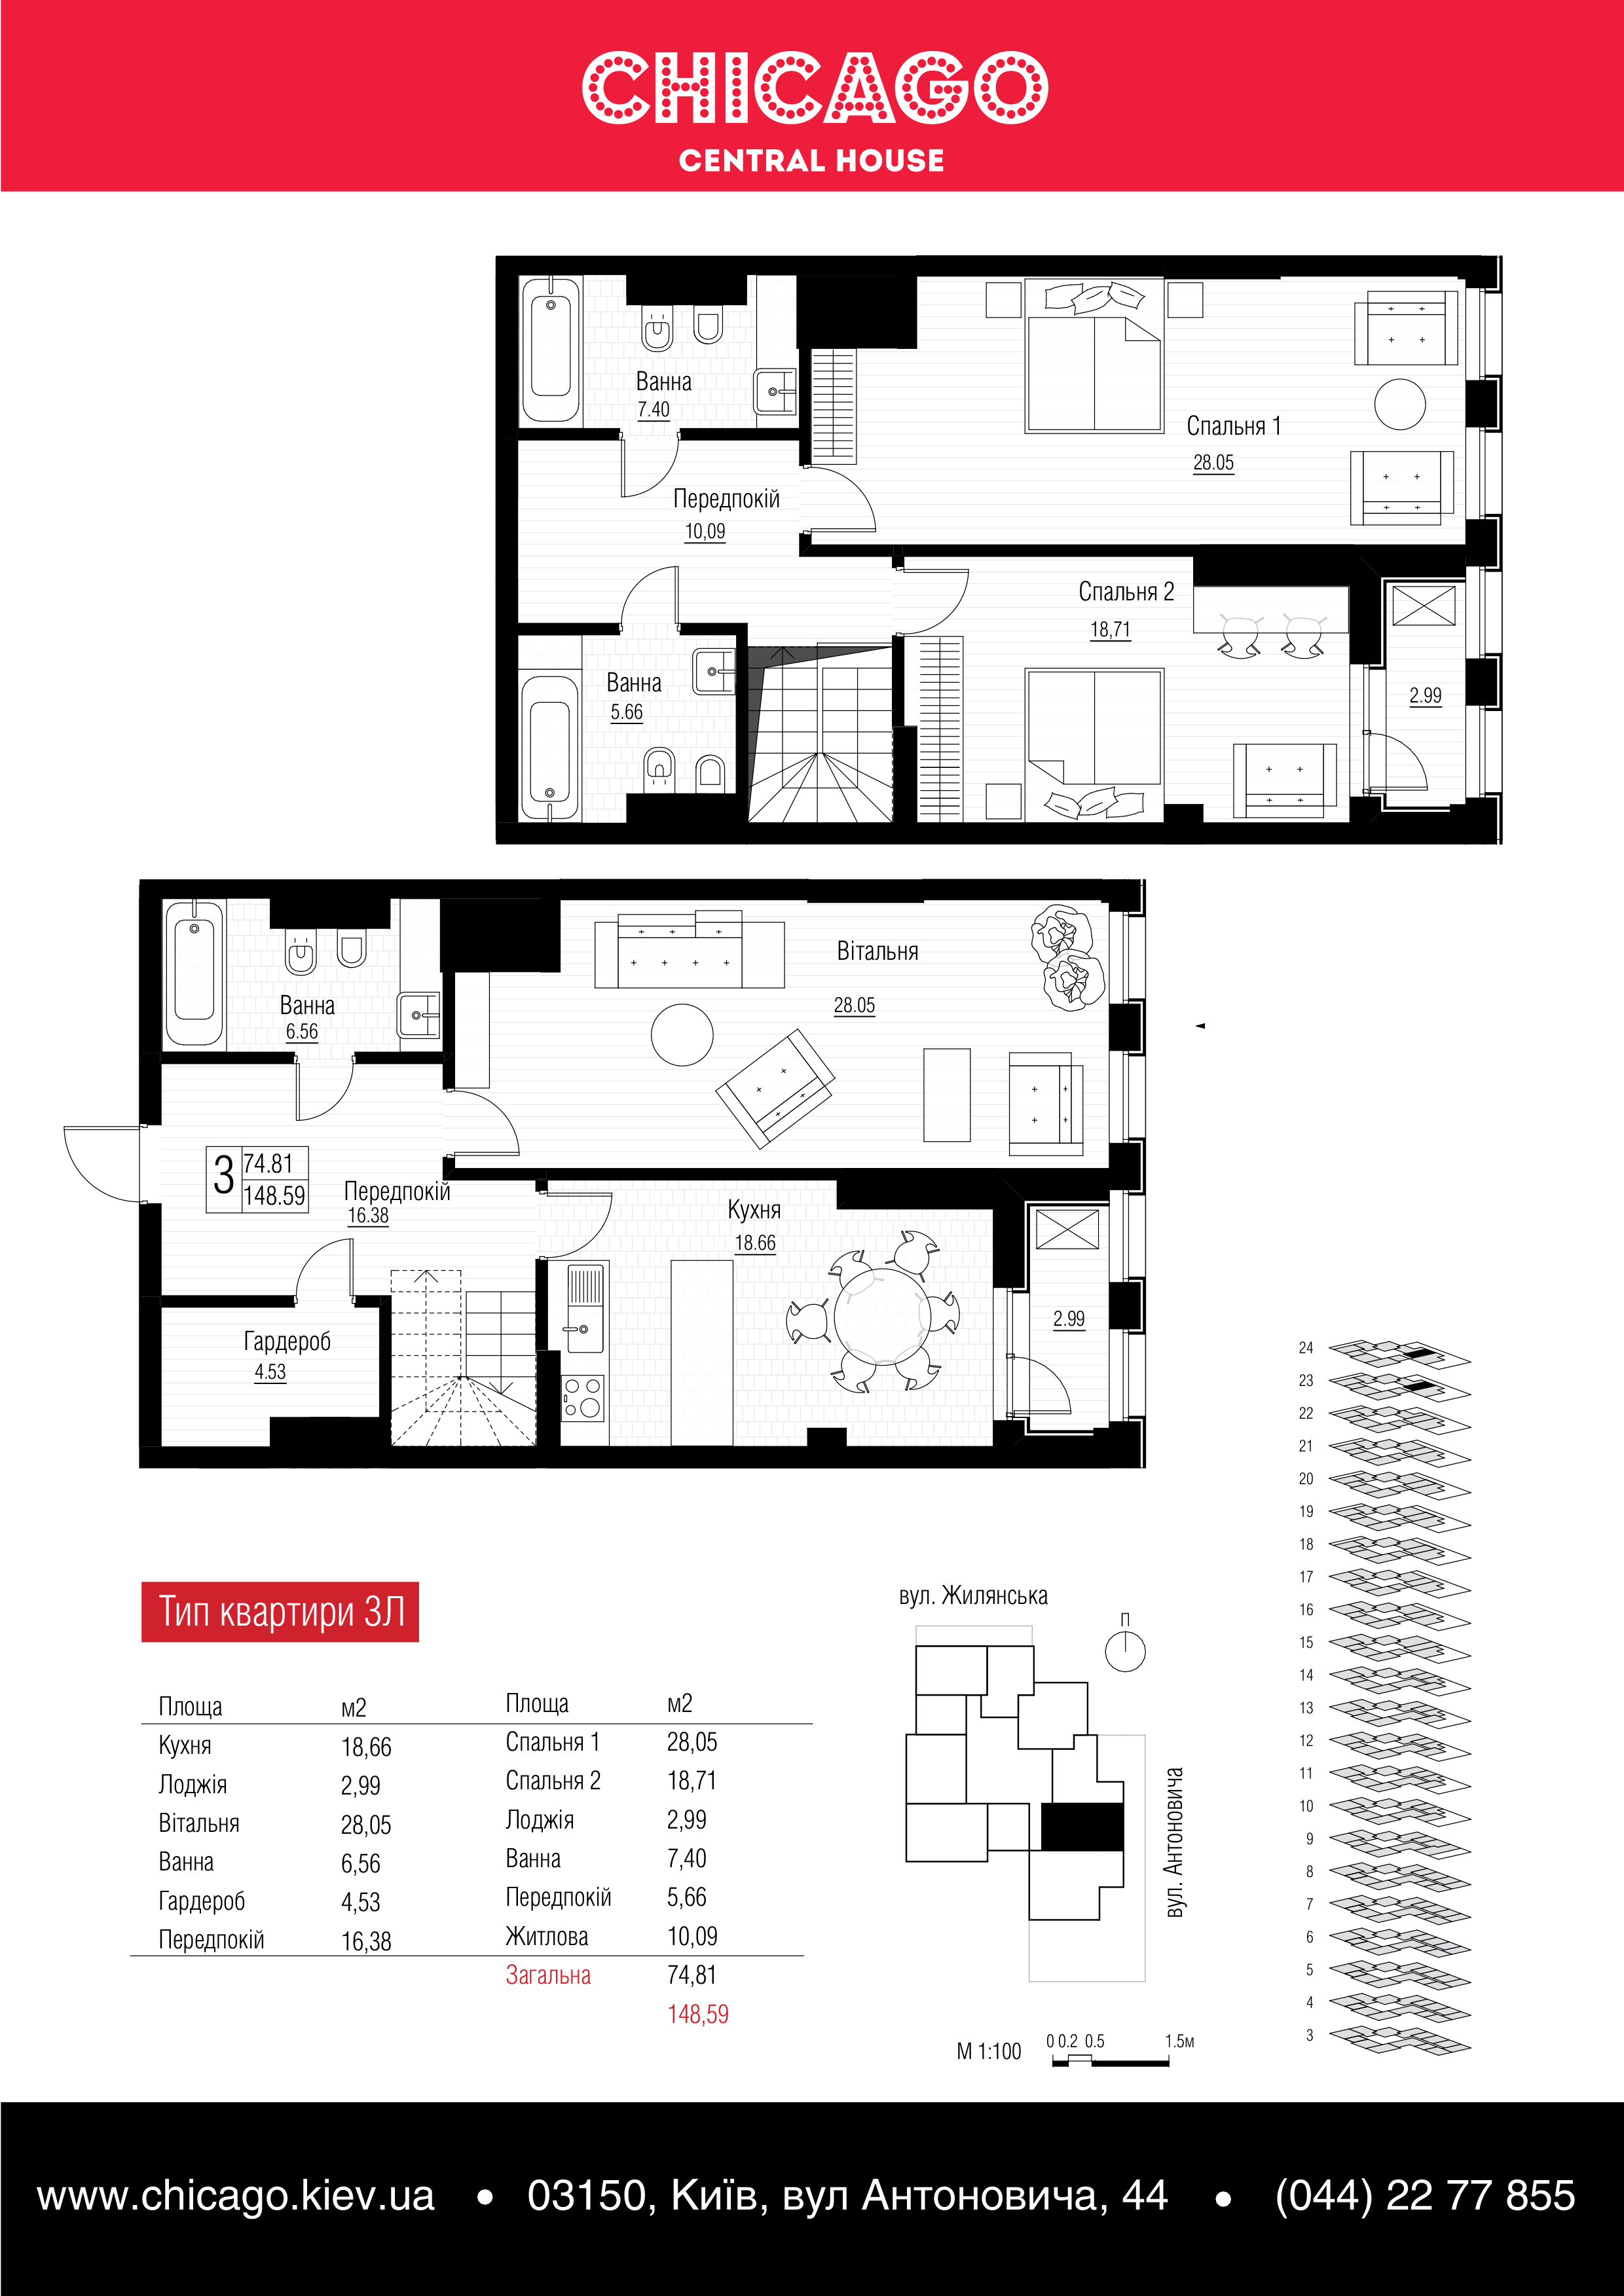 CHICAGO
CENTRAL HOUSE
Ванна
7.40
Спальня 1
28.05
Передпокій
10,09
Спальня 2
18,71
Ванна
5.66
2.99
Вітальня
28.05
Ванна
6.56
3
74.81
148.59
Передпокій
16.38
Кухня
18.66
2.99
Гардероб
4.53
24
23
22
21
20
19
18
17
16
15
14
13
12
11
10
9
8
7
6
5
4
3
Тип квартири 3Л
Площа м2
Кухня 18,66
Лоджія 2,99
Вітальня 28,05
Ванна 6,56
Гардероб 4,53
Передпокій 16,38
Площа м2
Спальня 1 28,05
Спальня 2 18,71
Лоджія 2,99
Ванна 7,40
Передпокій 5,66
Житлова 10,09
Загальна 74,81
148,59
вул. Жилянська
П
вул. Антоновича
М 1:100
0 0.2 0.5 1.5м
www.chicago.kiev.ua • 03150, Київ, вул Антоновича, 44 • (044) 22 77 855